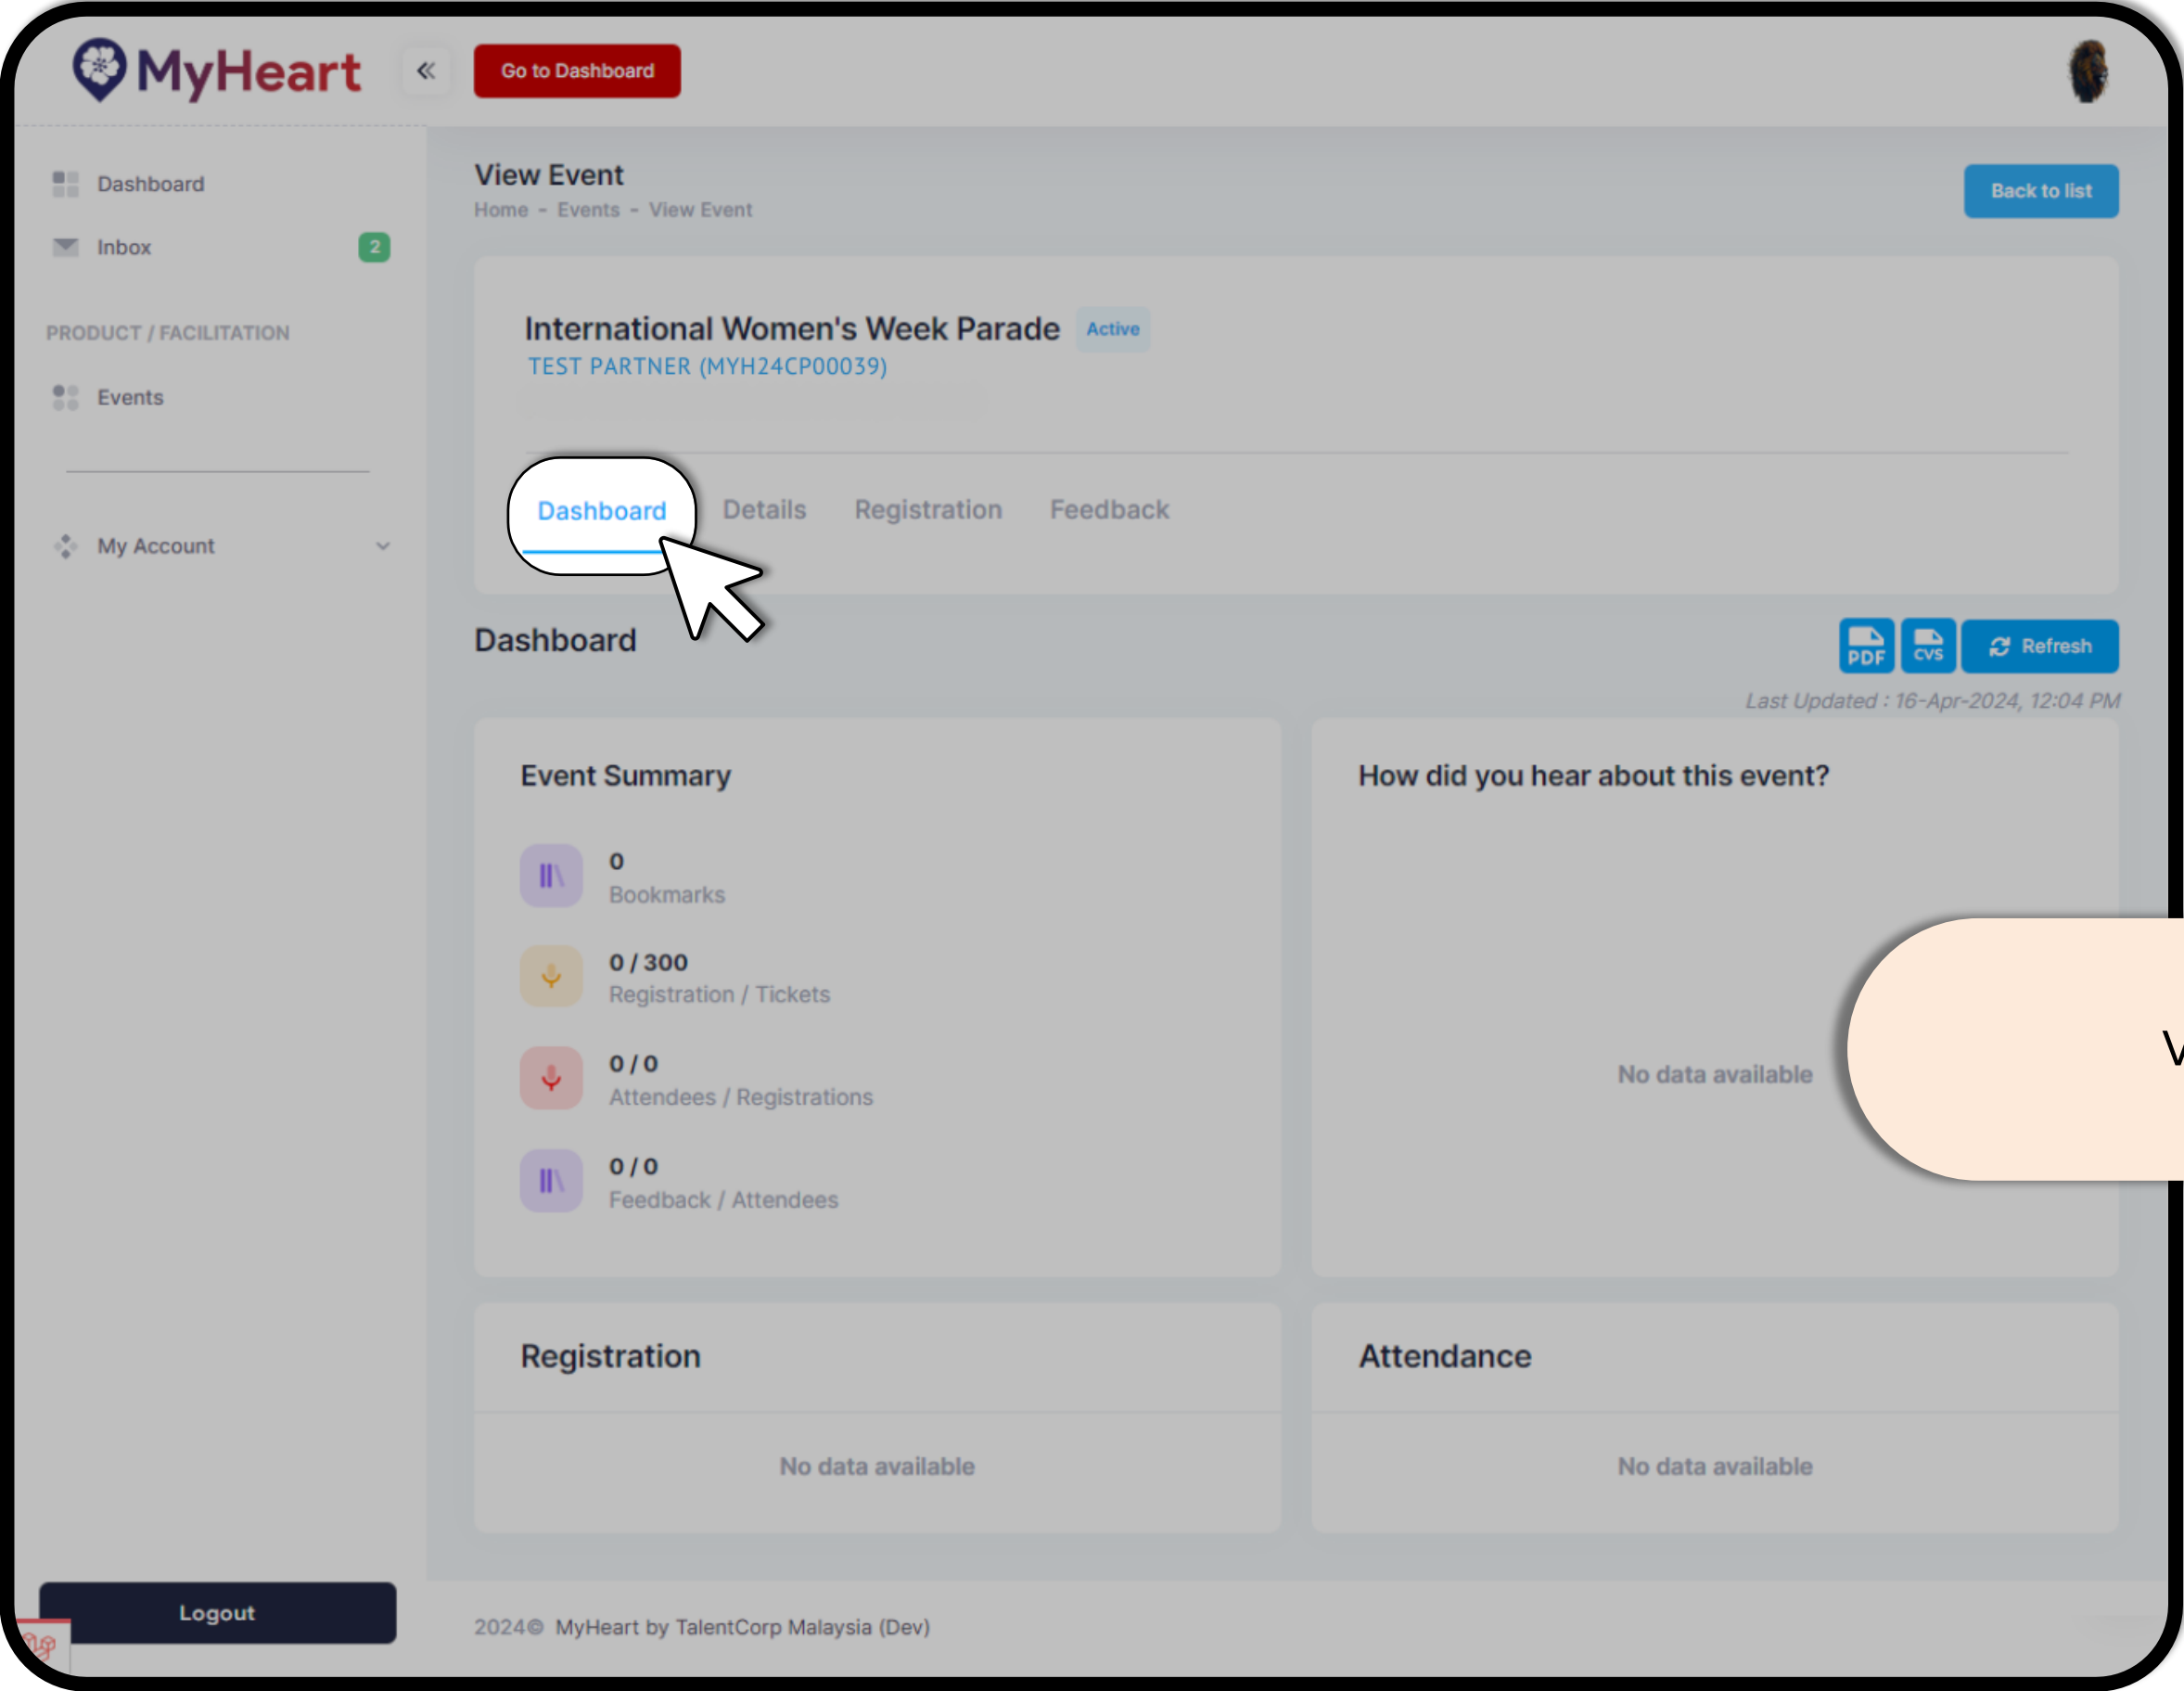 MyHeart
Go to Dashboard
Dashboard
Inbox
2
PRODUCT / FACILITATION
Events
My Account
Logout
View Event
Home - Events - View Event
Back to list
International Women's Week Parade
Active
TEST PARTNER (MYH24CP00039)
Dashboard
Details
Registration
Feedback
Dashboard
PDF
CVS
Refresh
Last Updated : 16-Apr-2024, 12:04 PM
Event Summary
0
Bookmarks
0 / 300
Registration / Tickets
0 / 0
Attendees / Registrations
0 / 0
Feedback / Attendees
How did you hear about this event?
No data available
Registration
No data available
Attendance
No data available
2024© MyHeart by TalentCorp Malaysia (Dev)